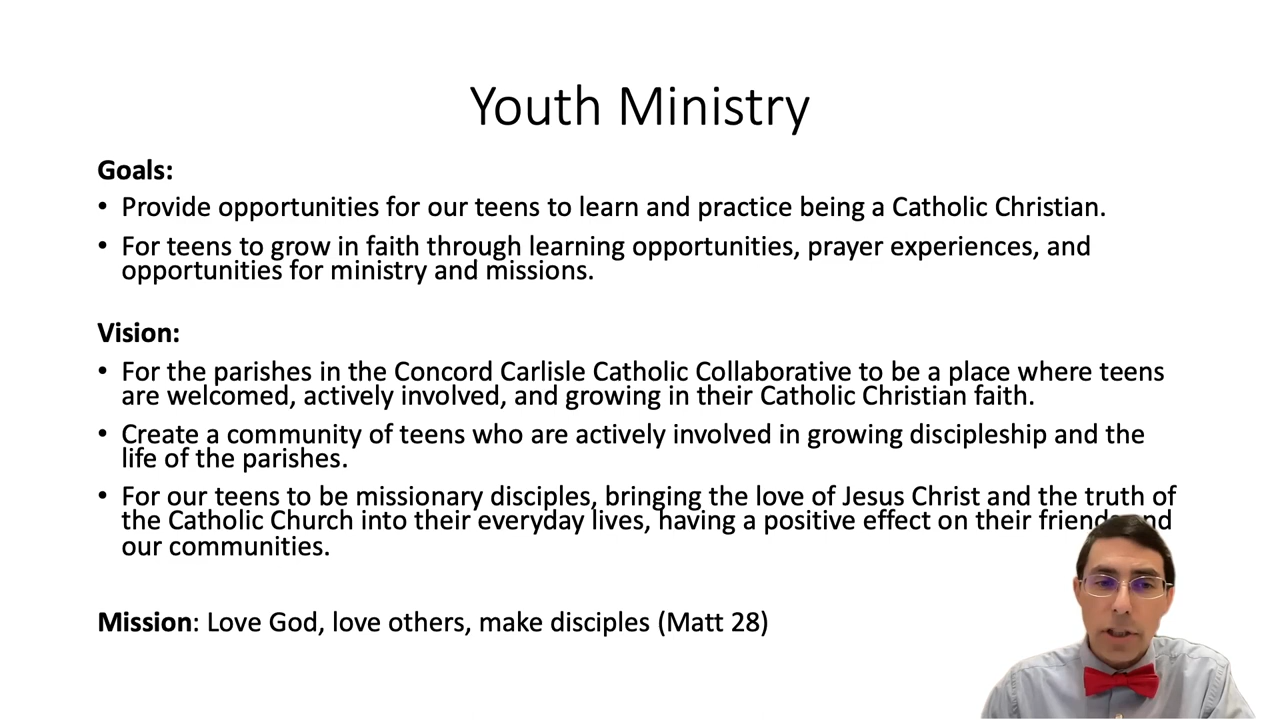 Youth Ministry
Goals:
• Provide opportunities for our teens to learn and practice being a Catholic Christian.
• For teens to grow in faith through learning opportunities, prayer experiences, and
opportunities for ministry and missions.
Vision:
• For the parishes in the Concord Carlisle Catholic Collaborative to be a place where teens
are welcomed, actively involved, and growing in their Catholic Christian faith.
• Create a community of teens who are actively involved in growing discipleship and the
life of the parishes.
• For our teens to be missionary disciples, bringing the love of Jesus Christ and the truth of
the Catholic Church into their everyday lives, having a positive effect on their
our communities.
Mission: Love God, love others, make disciples (Matt 28)